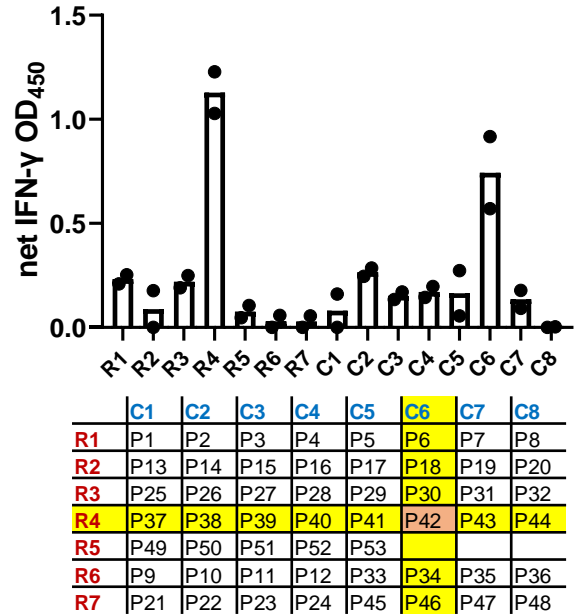 net IFN-γ OD450
1.5
1.0
0.5
0.0
R1 R2 R3 R4 R5 R6 R7 C1 C2 C3 C4 C5 C6 C7 C8
C1 C2 C3 C4 C5 C6 C7 C8
R1 P1 P2 P3 P4 P5 P6 P7 P8
R2 P13 P14 P15 P16 P17 P18 P19 P20
R3 P25 P26 P27 P28 P29 P30 P31 P32
R4 P37 P38 P39 P40 P41 P42 P43 P44
R5 P49 P50 P51 P52 P53
R6 P9 P10 P11 P12 P33 P34 P35 P36
R7 P21 P22 P23 P24 P45 P46 P47 P48